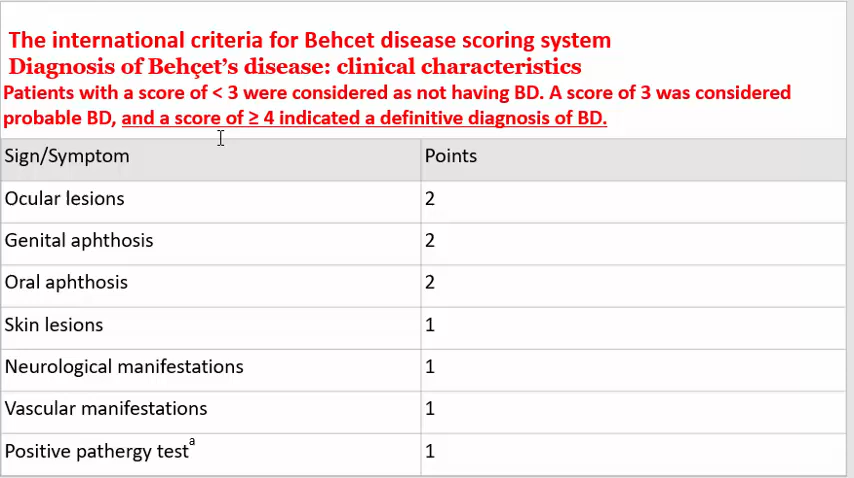 The international criteria for Behcet disease scoring system
Diagnosis of Behçet's disease: clinical characteristics
Patients with a score of < 3 were considered as not having BD. A score of 3 was considered
probable BD, and a score of ≥ 4 indicated a definitive diagnosis of BD.
Sign/Symptom Points
Ocular lesions 2
Genital aphthosis 2
Oral aphthosis 2
Skin lesions 1
Neurological manifestations 1
Vascular manifestations 1
Positive pathergy testa 1